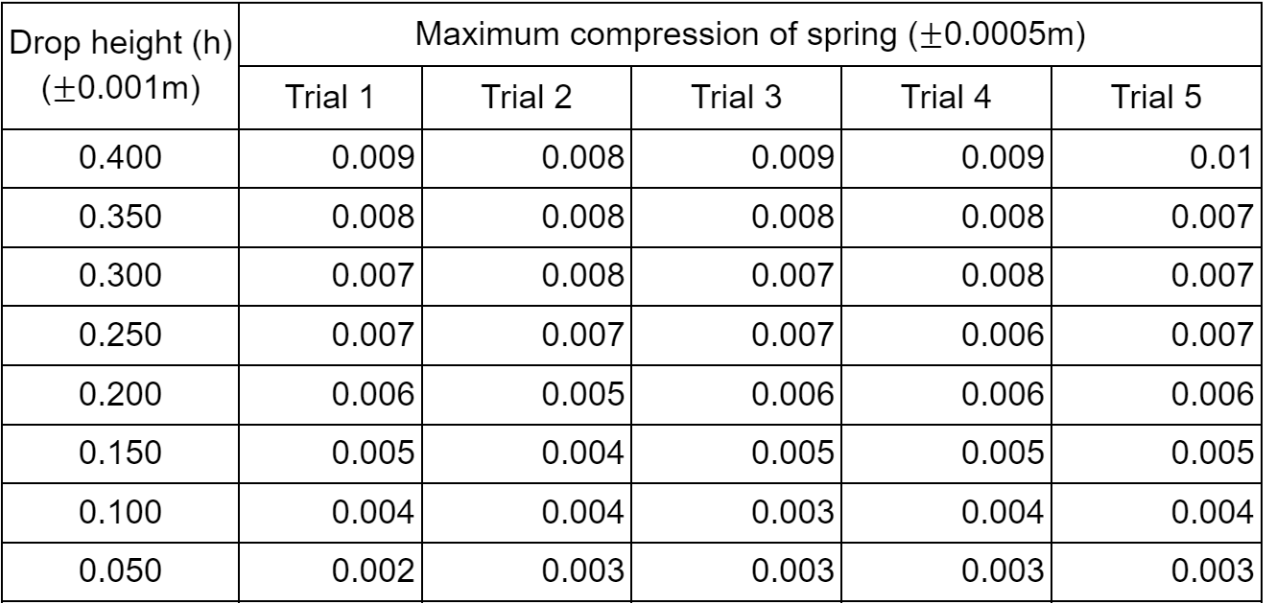 Drop height (h) (±0.001m) Maximum compression of spring (±0.0005m)
Trial 1 Trial 2 Trial 3 Trial 4 Trial 5
0.400 0.009 0.008 0.009 0.009 0.01
0.350 0.008 0.008 0.008 0.008 0.007
0.300 0.007 0.008 0.007 0.008 0.007
0.250 0.007 0.007 0.007 0.006 0.007
0.200 0.006 0.005 0.006 0.006 0.006
0.150 0.005 0.004 0.005 0.005 0.005
0.100 0.004 0.004 0.003 0.004 0.004
0.050 0.002 0.003 0.003 0.003 0.003